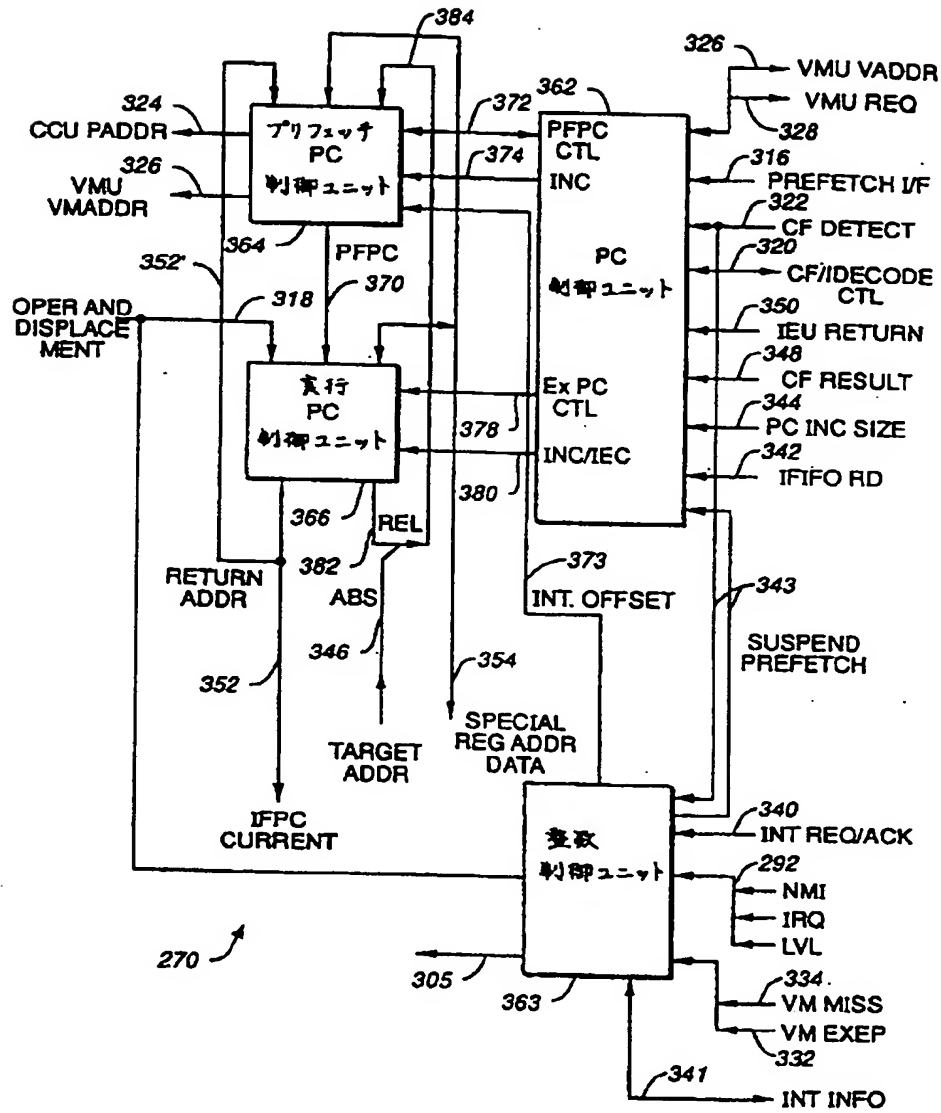 384
326
VMU VADDR
VMU REQ
328
324
CCU PADDR
326
VMU
VMADDR
プリフェッチ
PC
制御ユニット
364
372
374
362
PFPC
CTL
INC
316
PREFETCH I/F
322
CF DETECT
320
CF/IDECODE
CTL
PFPC
352'
370
318
OPER AND
DISPLACE
MENT
PC
制御ユニット
350
IEU RETURN
348
CF RESULT
344
PC INC SIZE
342
IFIFO RD
実行
PC
制御ユニット
366
Ex PC
CTL
378
INC/IEC
380
REL
382
373
RETURN
ADDR
ABS
INT. OFFSET
343
SUSPEND
PREFETCH
346
354
352
TARGET
ADDR
SPECIAL
REG ADDR
DATA
IFPC
CURRENT
整数
制御ユニット
340
INT REQ/ACK
292
NMI
IRQ
LVL
270
305
363
334
VM MISS
VM EXEP
332
341
INT INFO